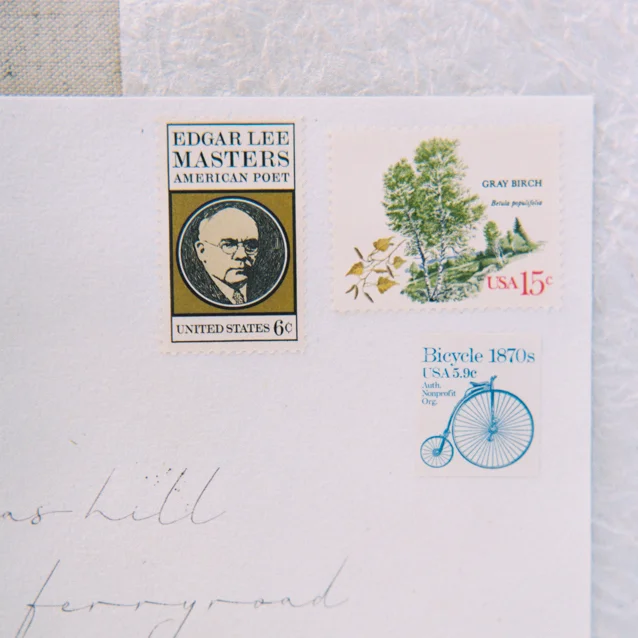 EDGAR LEE
MASTERS
AMERICAN POET
UNITED STATES 6c
GRAY BIRCH
Betula populifolia
USA 15c
Bicycle 1870s
USA 5.9c
Auth.
Nonprofit
Org.
hill
ferryroad